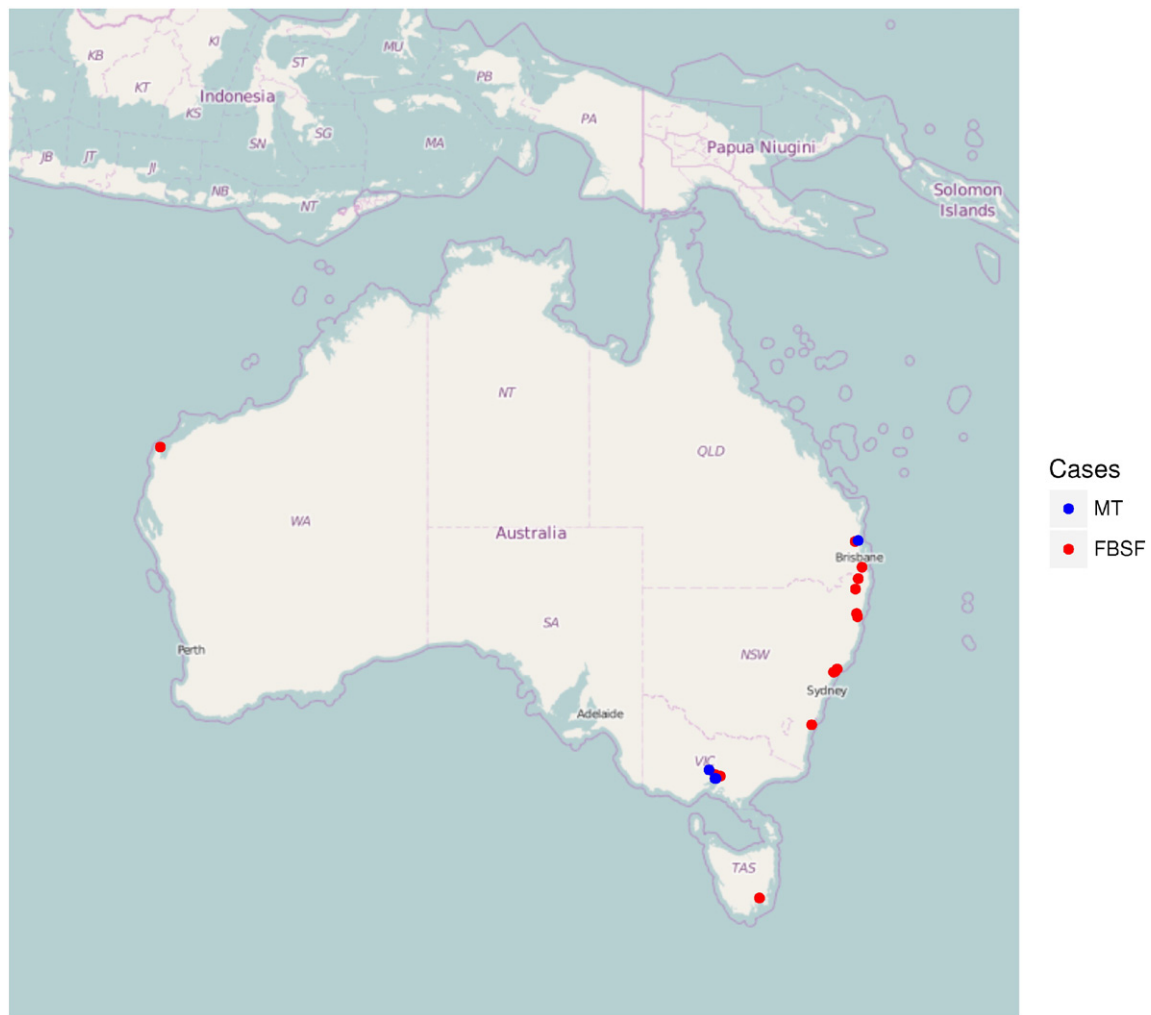 KI
MU
KB
ST
PB
KT
Indonesia
KS
PA
SG
SN
MA
Papua Niugini
JB
JT
JI
NB
Solomon
Islands
NT
NT
QLD
Cases
MT
WA
Australia
FBSF
Brisbane
SA
Perth
NSW
Sydney
Adelaide
VIC
TAS